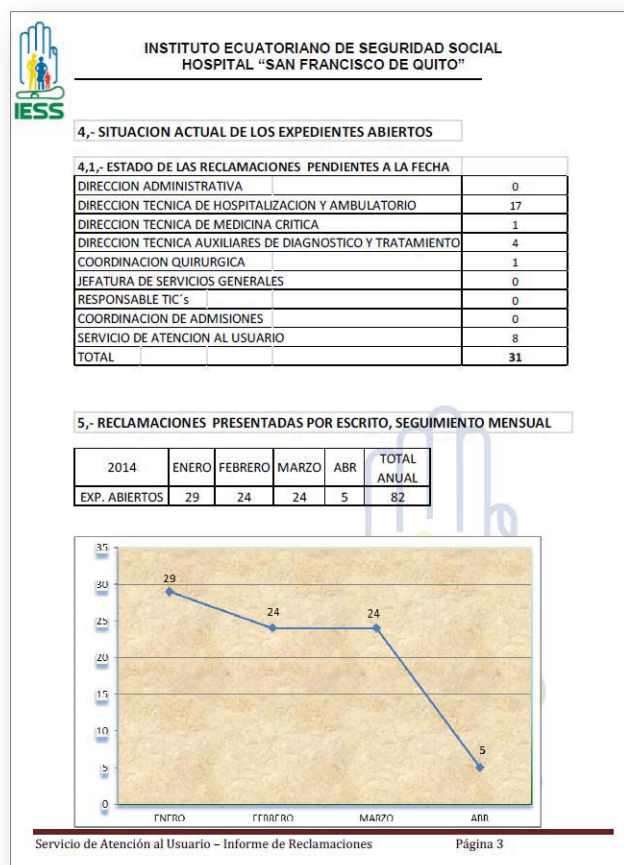 INSTITUTO ECUATORIANO DE SEGURIDAD SOCIAL
HOSPITAL “SAN FRANCISCO DE QUITO”
IESS
4,- SITUACION ACTUAL DE LOS EXPEDIENTES ABIERTOS
4,1,- ESTADO DE LAS RECLAMACIONES PENDIENTES A LA FECHA
DIRECCION ADMINISTRATIVA 0
DIRECCION TECNICA DE HOSPITALIZACION Y AMBULATORIO 17
DIRECCION TECNICA DE MEDICINA CRITICA 1
DIRECCION TECNICA AUXILIARES DE DIAGNOSTICO Y TRATAMIENTO 4
COORDINACION QUIRURGICA 1
JEFATURA DE SERVICIOS GENERALES 0
RESPONSABLE TIC´s 0
COORDINACION DE ADMISIONES 0
SERVICIO DE ATENCION AL USUARIO 8
TOTAL 31
5,- RECLAMACIONES PRESENTADAS POR ESCRITO, SEGUIMIENTO MENSUAL
2014 ENERO FEBRERO MARZO ABR TOTAL ANUAL
EXP. ABIERTOS 29 24 24 5 82
35
30
25
20
15
10
5
0
29
24
24
5
ENERO FEBRERO MARZO ABR
Servicio de Atención al Usuario – Informe de Reclamaciones Página 3